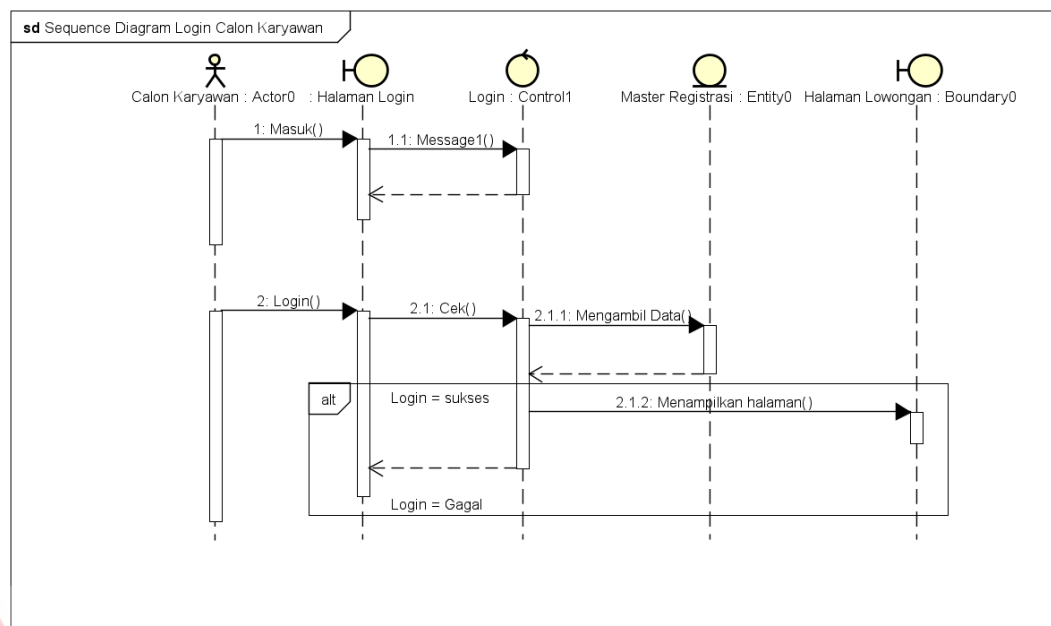 sd Sequence Diagram Login Calon Karyawan
Calon Karyawan : Actor0
: Halaman Login
Login : Control1
Master Registrasi : Entity0
Halaman Lowongan : Boundary0
1: Masuk()
1.1: Message1()
2: Login()
2.1: Cek()
2.1.1: Mengambil Data()
alt
Login = sukses
2.1.2: Menampilkan halaman()
Login = Gagal